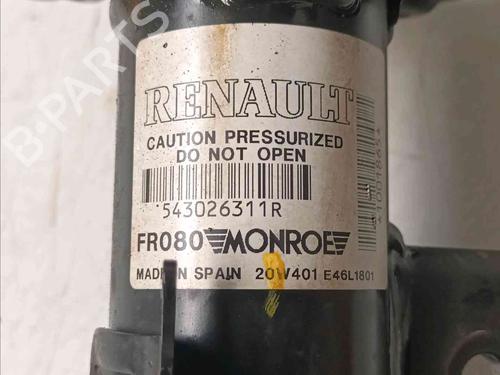 RENAULT
CAUTION PRESSURIZED
DO NOT OPEN
543026311R
FR080 MONROE
MADE IN SPAIN 20W401 E46L1801
B-PARTS